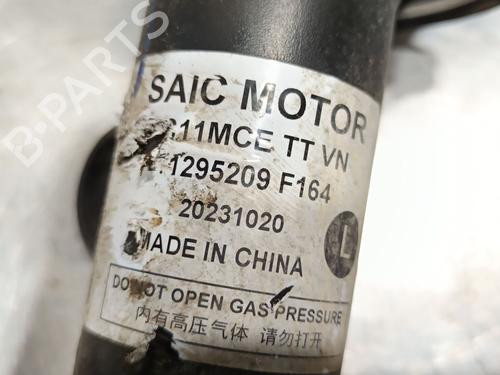 SAIC MOTOR
11MCE TT VN
11295209 F164
20231020
L
MADE IN CHINA
DO NOT OPEN GAS PRESSURE
内有高压气体 请勿打开
B-PARTS